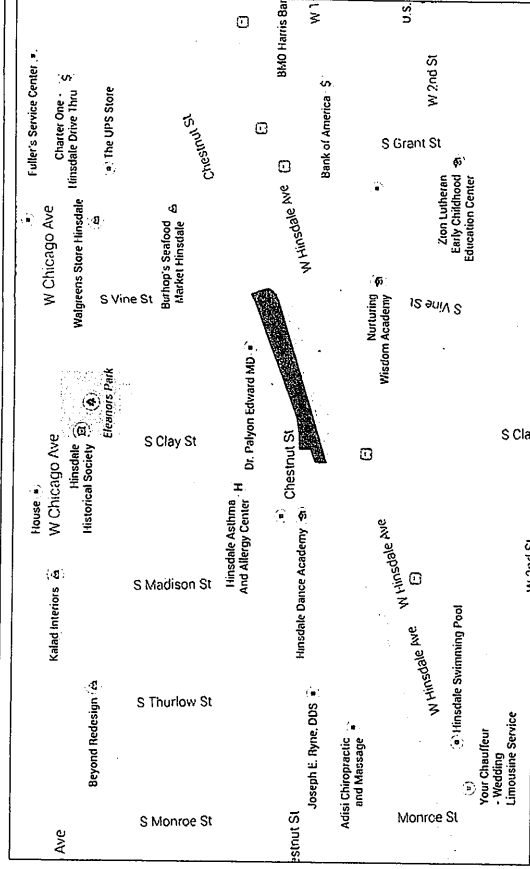 Fuller's Service Center
Charter One -
Hinsdale Drive Thru
The UPS Store
W Chicago Ave
Walgreens Store Hinsdale
S Vine St
Burhop's Seafood
Market Hinsdale
Chestnut St
BMO Harris Ban
W 1
U.S.
W 2nd St
Bank of America
S Grant St
W Hinsdale Ave
Zion Lutheran
Early Childhood
Education Center
S Vine St
Nurturing
Wisdom Academy
House
W Chicago Ave
Hinsdale
Historical Society
Eleanors Park
S Clay St
Dr. Palyon Edward MD
Chestnut St
S Cla
Kalad Interiors
S Madison St
Hinsdale Asthma
And Allergy Center
Hinsdale Dance Academy
W Hinsdale Ave
W 2nd St
Beyond Redesign
S Thurlow St
Joseph E. Ryne, DDS
W Hinsdale Ave
Hinsdale Swimming Pool
Adisi Chiropractic
and Massage
Your Chauffeur
- Wedding
Limousine Service
Ave
S Monroe St
estnut St
Monroe St